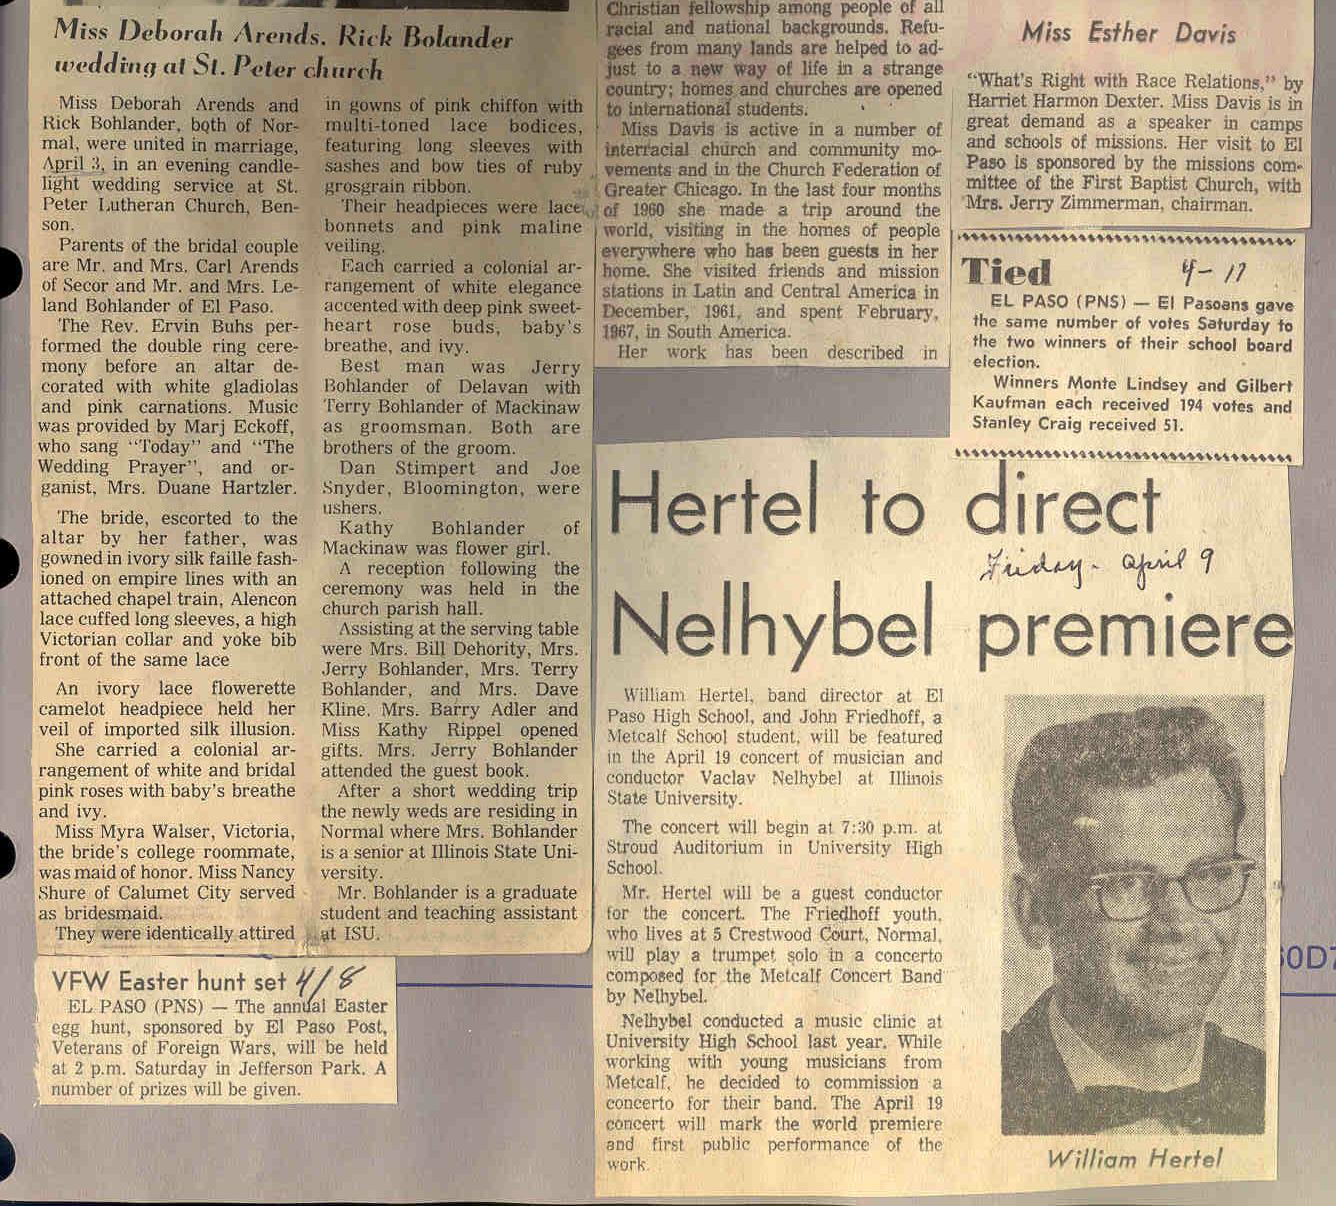 Miss Deborah Arends, Rick Bolander
wedding at St. Peter church
Miss Deborah Arends and
Rick Bohlander, both of Nor-
mal, were united in marriage,
April 3, in an evening candle-
light wedding service at St.
Peter Lutheran Church, Ben-
son.
Parents of the bridal couple
are Mr. and Mrs. Carl Arends
of Secor and Mr. and Mrs. Le-
land Bohlander of El Paso.
The Rev. Ervin Buhs per-
formed the double ring cere-
mony before an altar de-
corated with white gladiolas
and pink carnations. Music
was provided by Marj Eckoff,
who sang "Today" and "The
Wedding Prayer", and or-
ganist, Mrs. Duane Hartzler.
The bride, escorted to the
altar by her father, was
gowned in ivory silk faille fash-
ioned on empire lines with an
attached chapel train, Alencon
lace cuffed long sleeves, a high
Victorian collar and yoke bib
front of the same lace
An ivory lace flowerette
camelot headpiece held her
veil of imported silk illusion.
She carried a colonial ar-
rangement of white and bridal
pink roses with baby's breathe
and ivy.
Miss Myra Walser, Victoria,
the bride's college roommate,
was maid of honor. Miss Nancy
Shure of Calumet City served
as bridesmaid.
They were identically attired
in gowns of pink chiffon with
multi-toned lace bodices,
featuring long sleeves with
sashes and bow ties of ruby
grosgrain ribbon.
Their headpieces were lace
bonnets and pink maline
veiling.
Each carried a colonial ar-
rangement of white elegance
accented with deep pink sweet-
heart rose buds, baby's
breathe, and ivy.
Best man was Jerry
Bohlander of Delavan with
Terry Bohlander of Mackinaw
as groomsman. Both are
brothers of the groom.
Dan Stimpert and Joe
Snyder, Bloomington, were
ushers.
Kathy Bohlander of
Mackinaw was flower girl.
A reception following the
ceremony was held in the
church parish hall.
Assisting at the serving table
were Mrs. Bill Dehority, Mrs.
Jerry Bohlander, Mrs. Terry
Bohlander, and Mrs. Dave
Kline. Mrs. Barry Adler and
Miss Kathy Rippel opened
gifts. Mrs. Jerry Bohlander
attended the guest book.
After a short wedding trip
the newly weds are residing in
Normal where Mrs. Bohlander
is a senior at Illinois State Uni-
versity.
Mr. Bohlander is a graduate
student and teaching assistant
at ISU.
VFW Easter hunt set 4/8
EL PASO (PNS) — The annual Easter
egg hunt, sponsored by El Paso Post,
Veterans of Foreign Wars, will be held
at 2 p.m. Saturday in Jefferson Park. A
number of prizes will be given.
Christian fellowship among people of all
racial and national backgrounds. Refu-
gees from many lands are helped to ad-
just to a new way of life in a strange
country; homes and churches are opened
to international students.
Miss Davis is active in a number of
interracial church and community mo-
vements and in the Church Federation of
Greater Chicago. In the last four months
of 1960 she made a trip around the
world, visiting in the homes of people
everywhere who has been guests in her
home. She visited friends and mission
stations in Latin and Central America in
December, 1961, and spent February,
1967, in South America.
Her work has been described in
Miss Esther Davis
"What's Right with Race Relations," by
Harriet Harmon Dexter. Miss Davis is in
great demand as a speaker in camps
and schools of missions. Her visit to El
Paso is sponsored by the missions com-
mittee of the First Baptist Church, with
Mrs. Jerry Zimmerman, chairman.
Tied 4-17
EL PASO (PNS) — El Pasoans gave
the same number of votes Saturday to
the two winners of their school board
election.
Winners Monte Lindsey and Gilbert
Kaufman each received 194 votes and
Stanley Craig received 51.
Hertel to direct
Friday - April 9
Nelhybel premiere
William Hertel, band director at El
Paso High School, and John Friedhoff, a
Metcalf School student, will be featured
in the April 19 concert of musician and
conductor Vaclav Nelhybel at Illinois
State University.
The concert will begin at 7:30 p.m. at
Stroud Auditorium in University High
School.
Mr. Hertel will be a guest conductor
for the concert. The Friedhoff youth,
who lives at 5 Crestwood Court, Normal,
will play a trumpet solo in a concerto
composed for the Metcalf Concert Band
by Nelhybel.
Nelhybel conducted a music clinic at
University High School last year. While
working with young musicians from
Metcalf, he decided to commission a
concerto for their band. The April 19
concert will mark the world premiere
and first public performance of the
work.
William Hertel